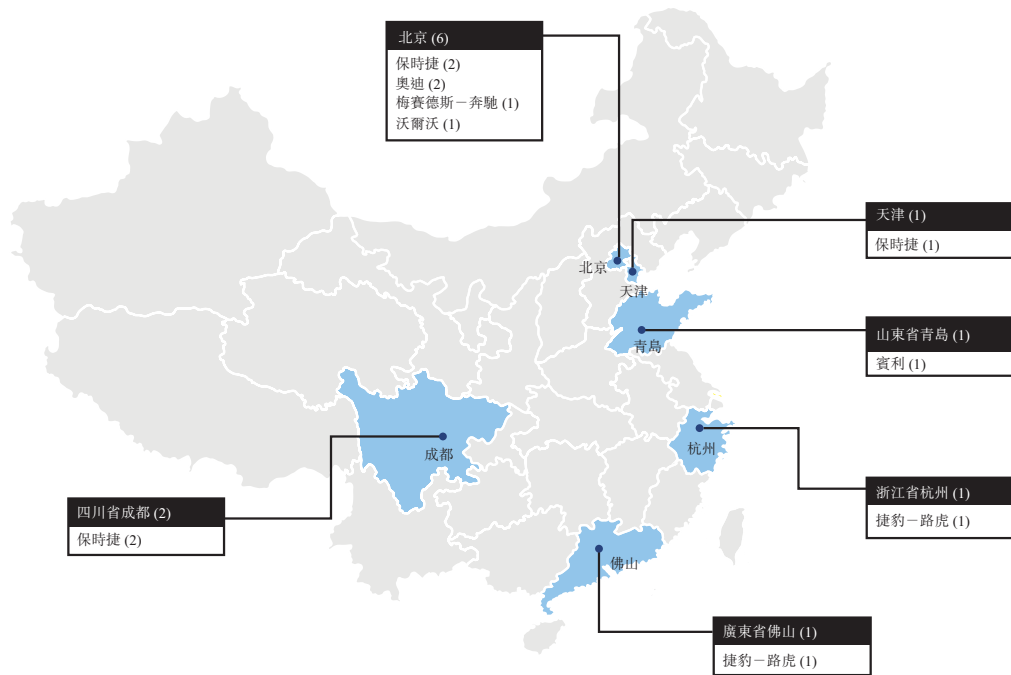 北京 (6)
保時捷 (2)
奧迪 (2)
梅賽德斯－奔馳 (1)
沃爾沃 (1)
天津 (1)
保時捷 (1)
北京
天津
山東省青島 (1)
賓利 (1)
青島
成都
杭州
四川省成都 (2)
保時捷 (2)
浙江省杭州 (1)
捷豹－路虎 (1)
佛山
廣東省佛山 (1)
捷豹－路虎 (1)